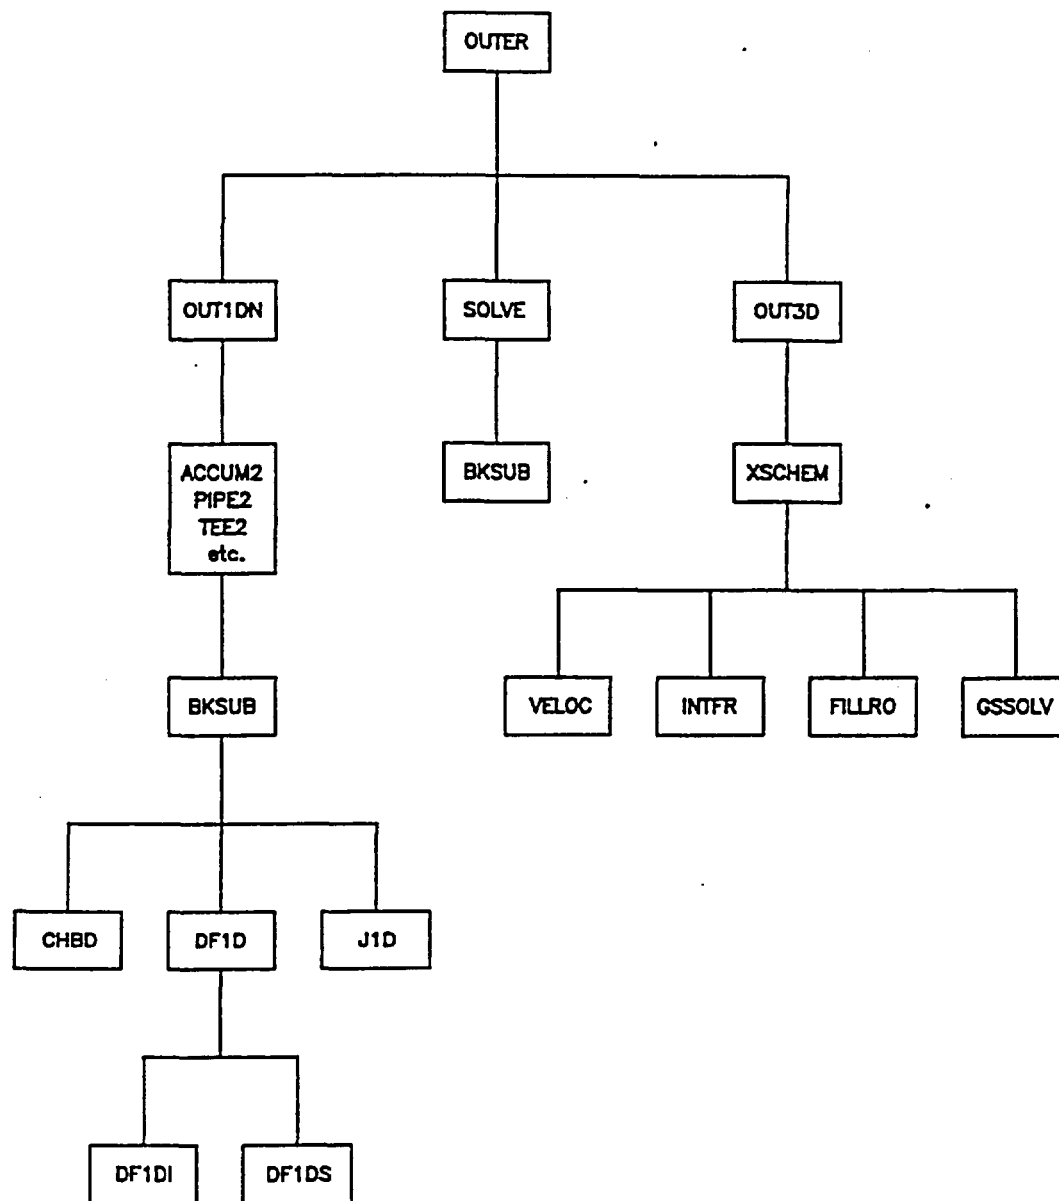 OUTER
OUT1DN
SOLVE
OUT3D
ACCUM2
PIPE2
TEE2
etc.
BKSUB
XSCHEM
BKSUB
VELOC
INTFR
FILLRO
GSSOLV
CHBD
DF1D
J1D
DF1DI
DF1DS